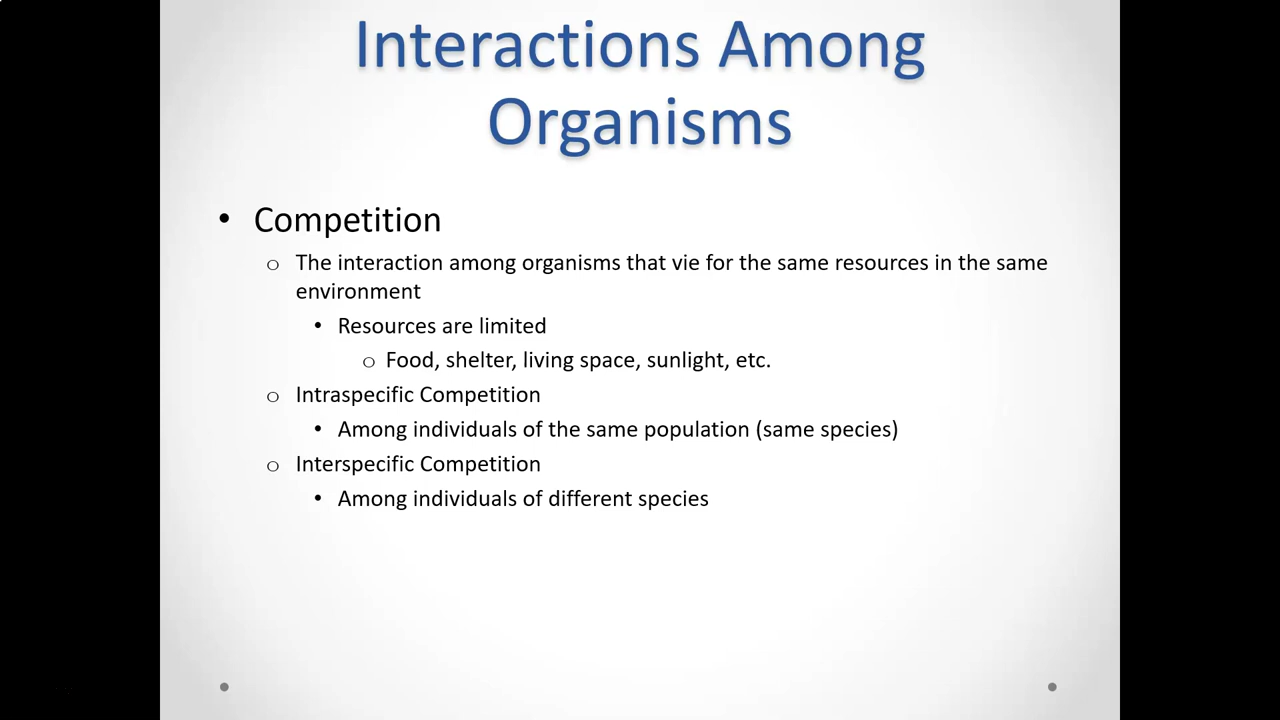 Interactions Among
Organisms
• Competition
o The interaction among organisms that vie for the same resources in the same
environment
• Resources are limited
o Food, shelter, living space, sunlight, etc.
o Intraspecific Competition
• Among individuals of the same population (same species)
o Interspecific Competition
• Among individuals of different species